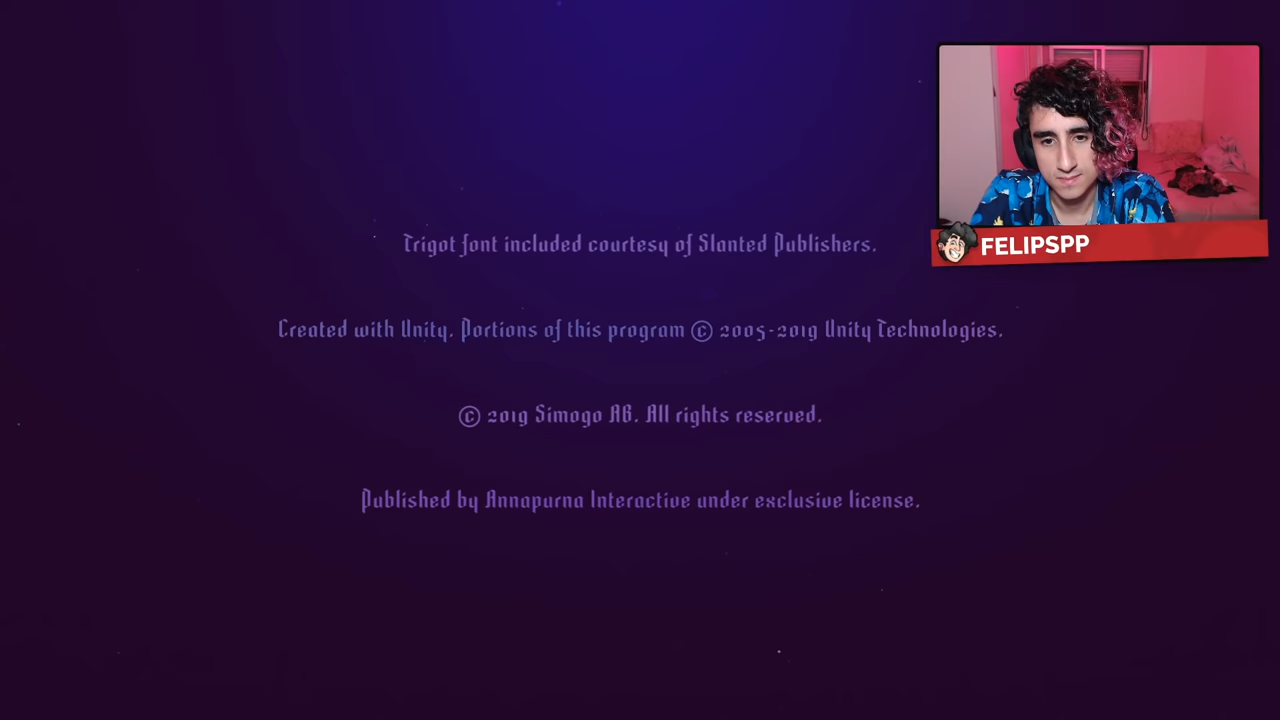 Trigot font included courtesy of Slanted Publishers.
FELIPSPP
Created with Unity. Portions of this program © 2005-2019 Unity Technologies.
© 2019 Simogo AB. All rights reserved.
Published by Annapurna Interactive under exclusive license.